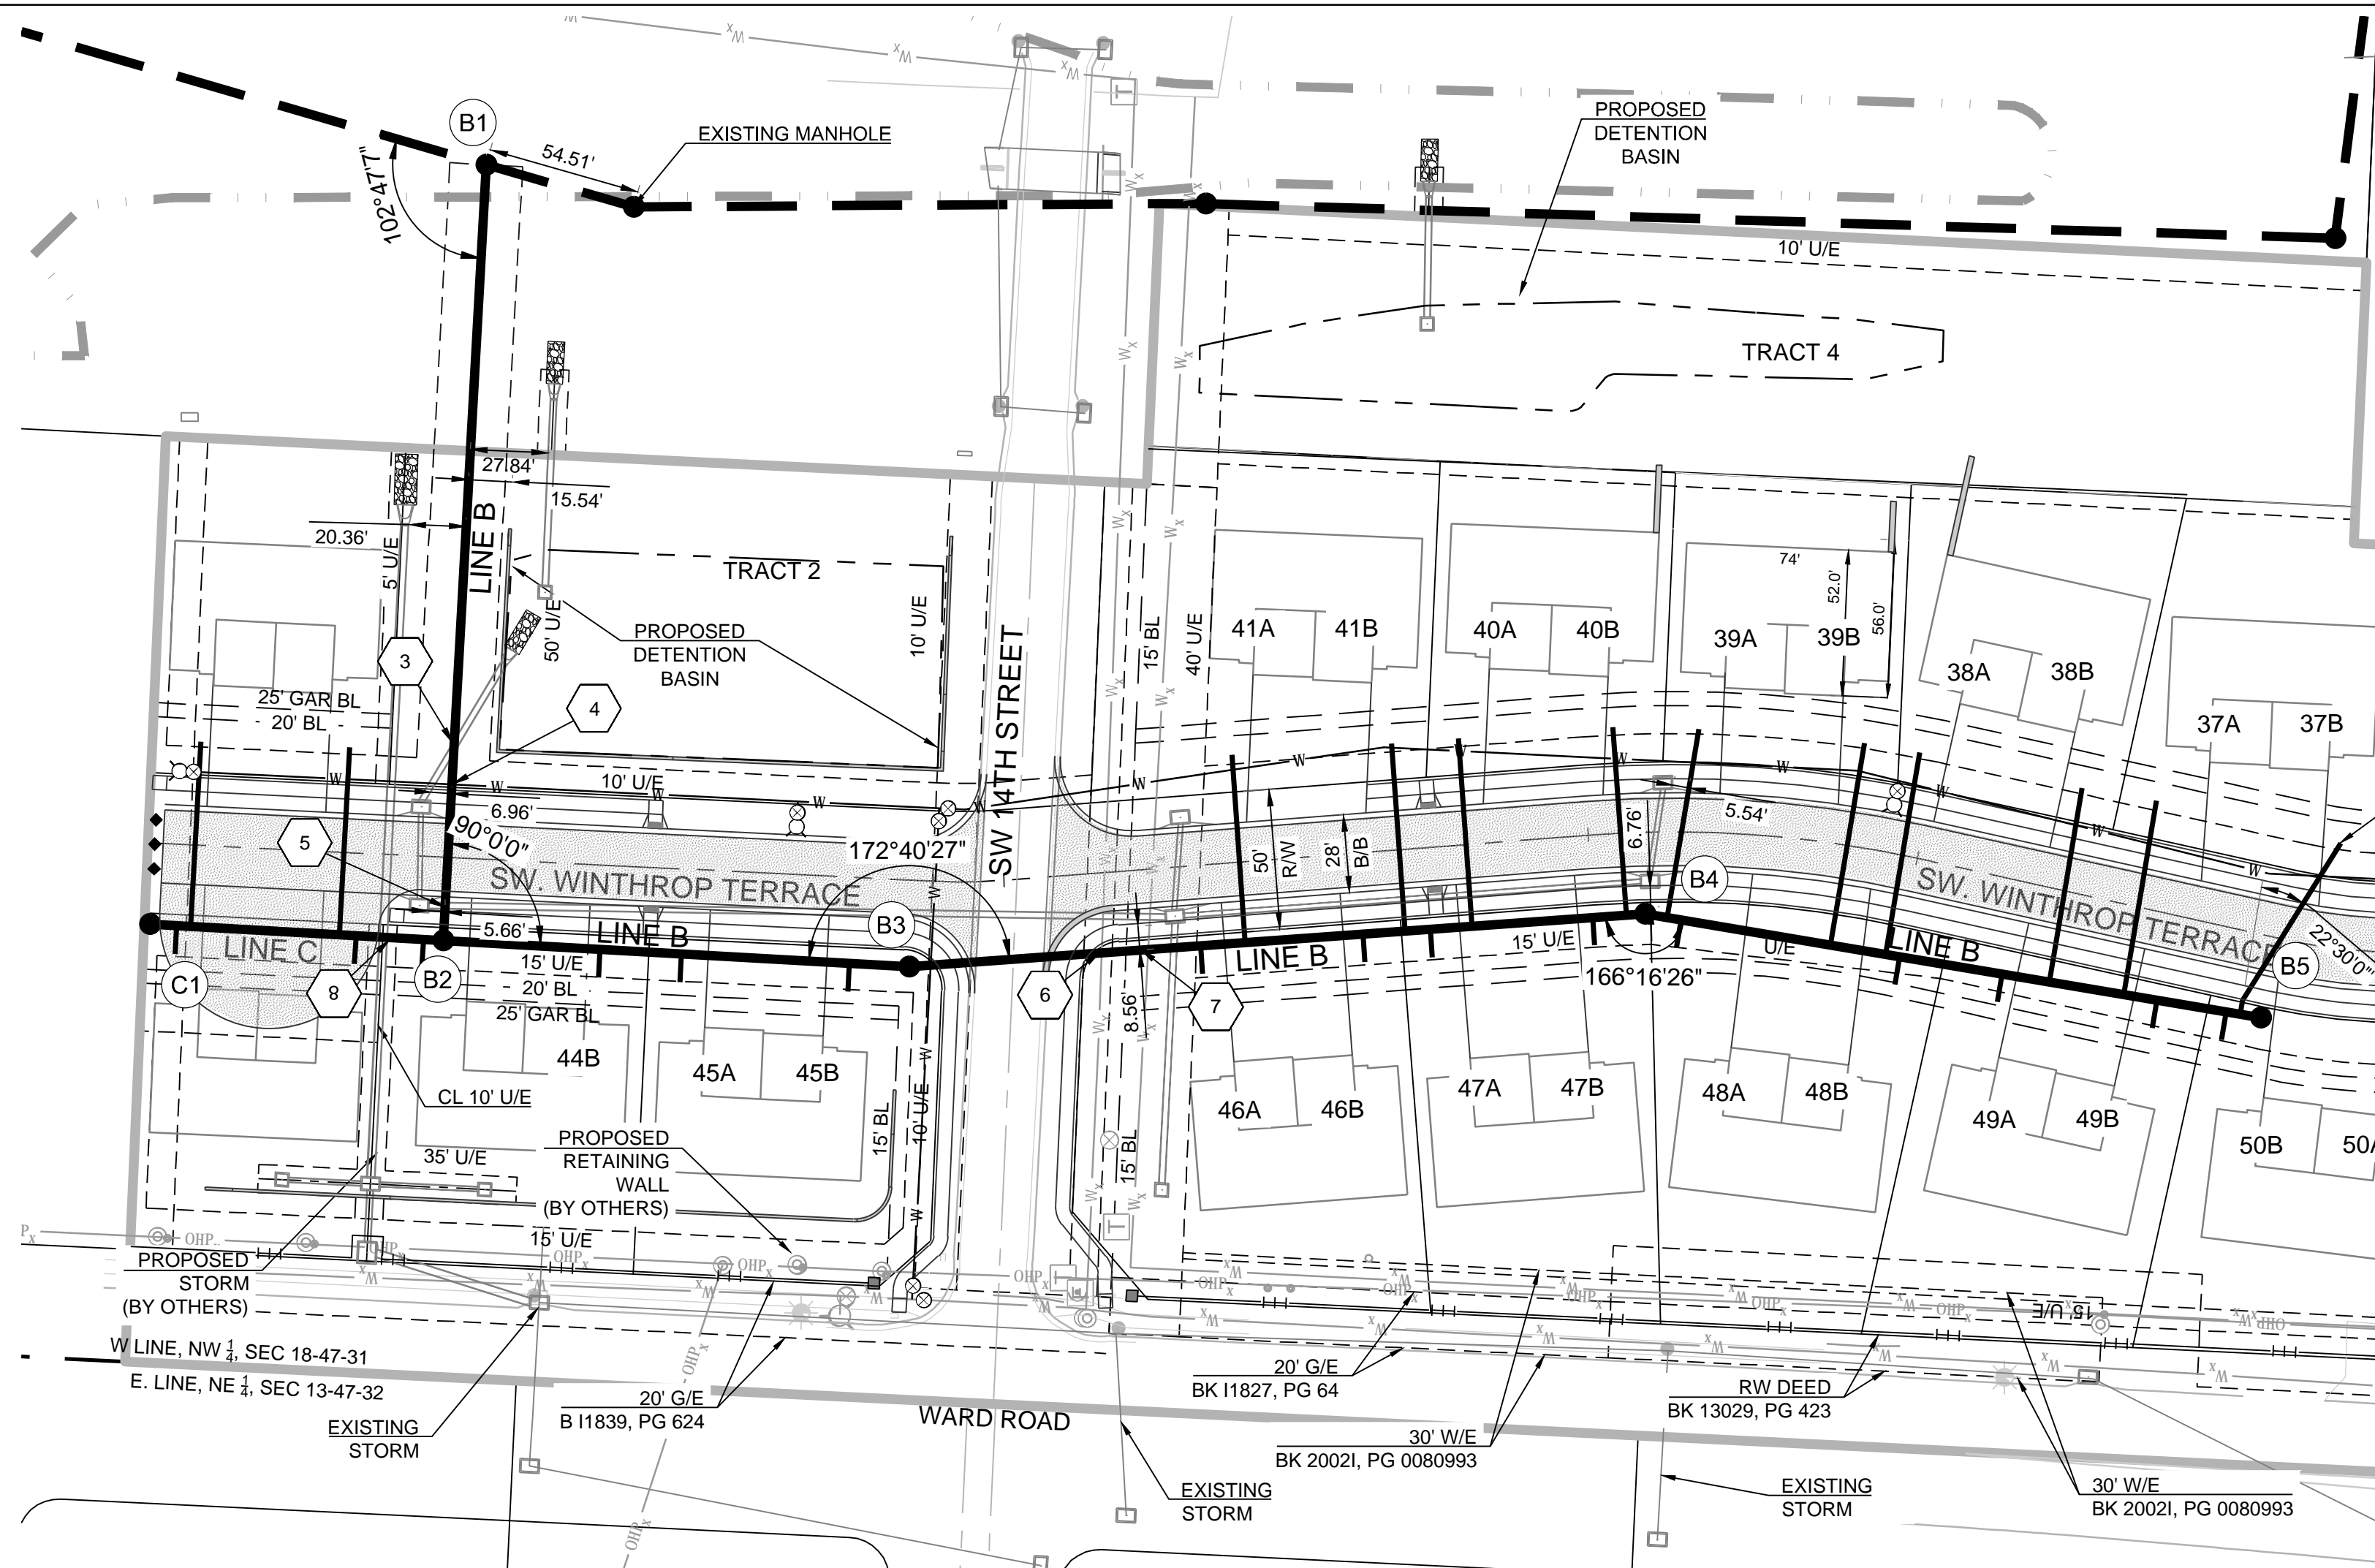 B1
54.51'
EXISTING MANHOLE
102°47'7"
PROPOSED
DETENTION
BASIN
10' U/E
TRACT 4
27.84'
15.54'
20.36'
5' U/E
LINE B
50' U/E
TRACT 2
PROPOSED
DETENTION
BASIN
10' U/E
SW 14TH STREET
15' BL
40' U/E
41A
41B
40A
40B
39A
39B
74'
52.0'
56.0'
38A
38B
37A
37B
3
4
25' GAR BL
20' BL
10' U/E
6.96'
90°0'0"
5
172°40'27"
SW. WINTHROP TERRACE
50'
R/W
28'
B/B
6.76'
5.54'
B4
SW. WINTHROP TERRACE
22°30'0"
B5
B3
5.66'
LINE B
LINE C
C1
8
B2
15' U/E
20' BL
25' GAR BL
6
7
8.56'
LINE B
15' U/E
166°16'26"
U/E
LINE B
44B
45A
45B
46A
46B
47A
47B
48A
48B
49A
49B
50B
50A
CL 10' U/E
35' U/E
PROPOSED
RETAINING
WALL
(BY OTHERS)
15' BL
10' U/E
15' BL
15' U/E
PROPOSED
STORM
(BY OTHERS)
15' U/E
W LINE, NW 1/4, SEC 18-47-31
E. LINE, NE 1/4, SEC 13-47-32
EXISTING
STORM
20' G/E
B I1839, PG 624
WARD ROAD
20' G/E
BK I1827, PG 64
30' W/E
BK 2002I, PG 0080993
RW DEED
BK 13029, PG 423
EXISTING
STORM
EXISTING
STORM
30' W/E
BK 2002I, PG 0080993